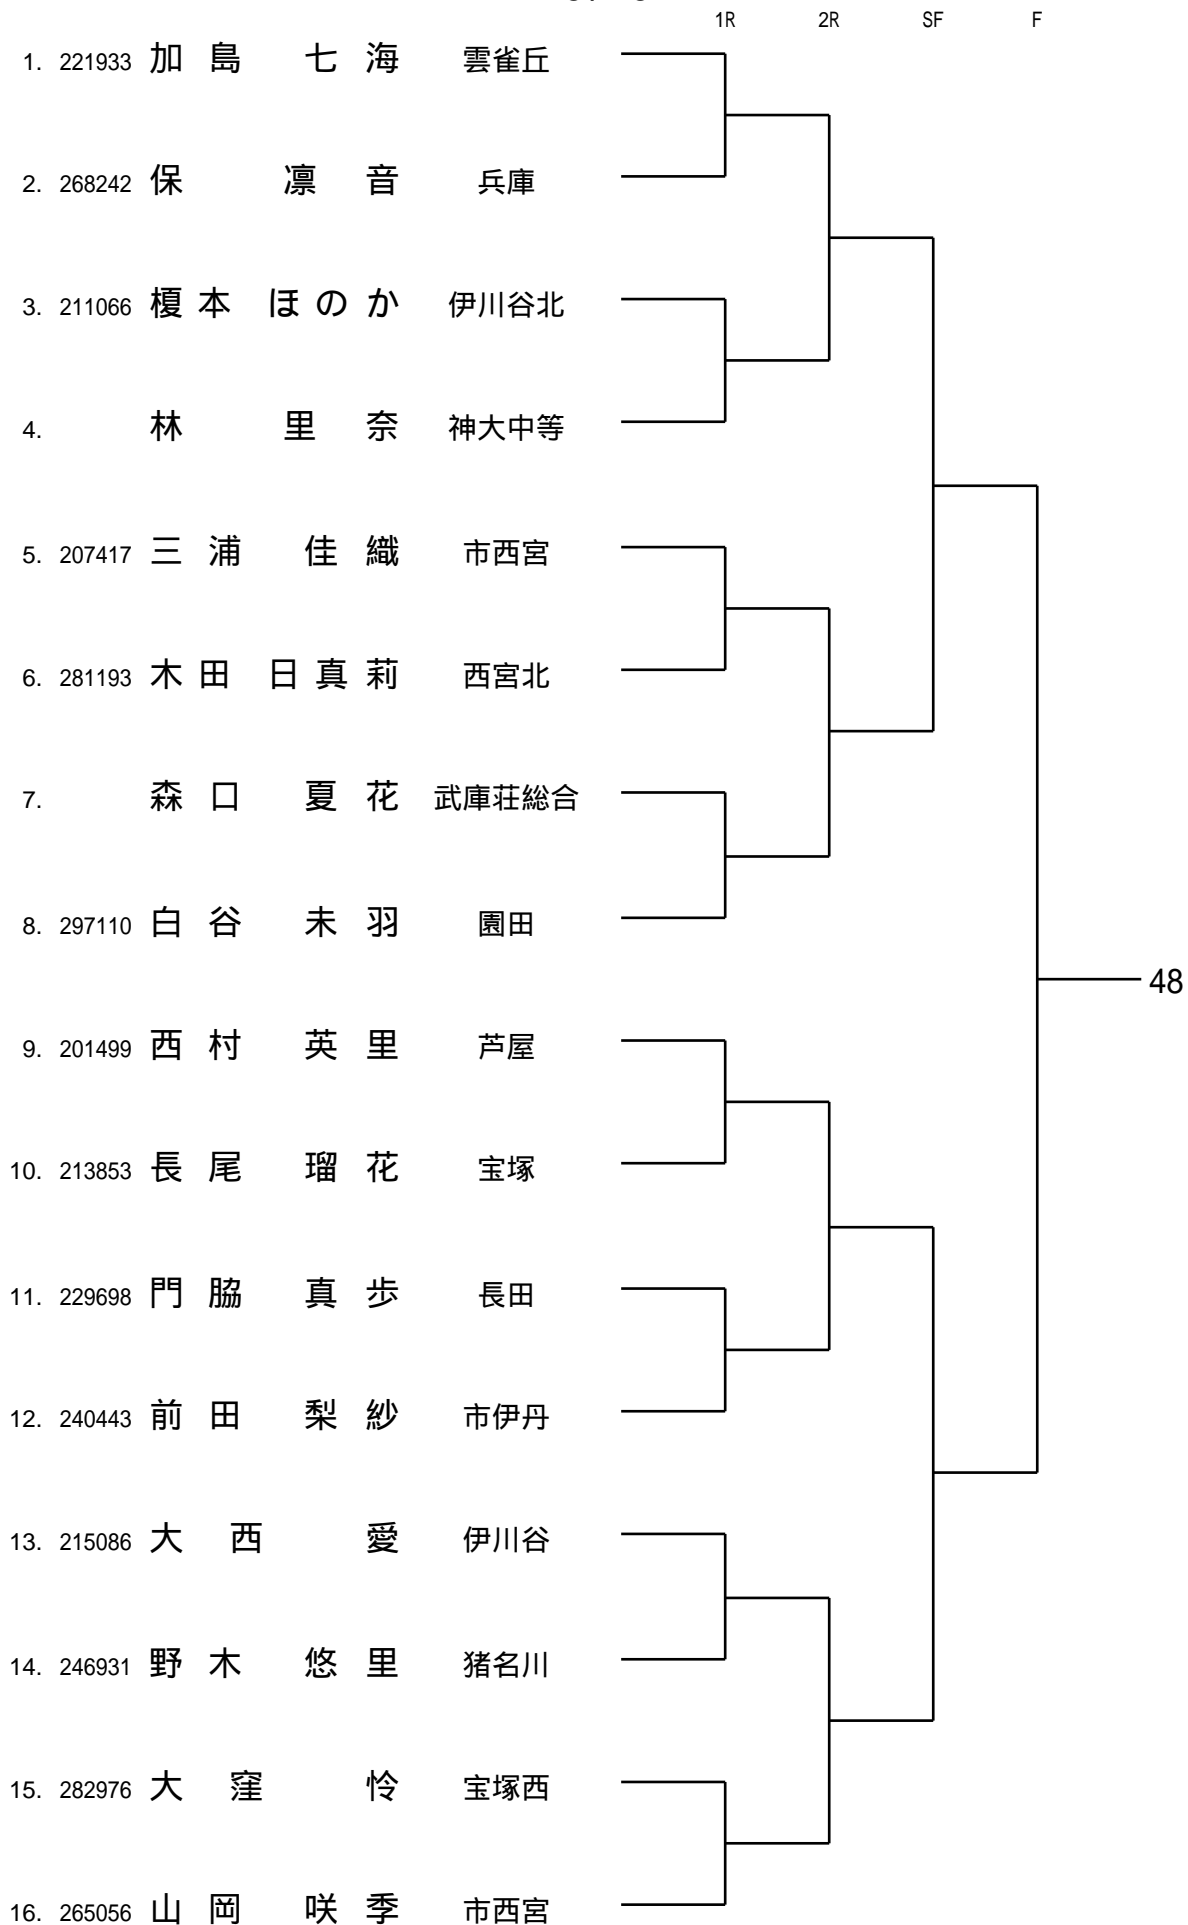 1R 2R SF F
1. 221933 加島 七海 雲雀丘
2. 268242 保 凛音 兵庫
3. 211066 榎本 ほのか 伊川谷北
4. 林 里奈 神大中等
5. 207417 三浦 佳織 市西宮
6. 281193 木田 日真莉 西宮北
7. 森口 夏花 武庫荘総合
8. 297110 白谷 未羽 園田
48
9. 201499 西村 英里 芦屋
10. 213853 長尾 瑠花 宝塚
11. 229698 門脇 真歩 長田
12. 240443 前田 梨紗 市伊丹
13. 215086 大西 愛 伊川谷
14. 246931 野木 悠里 猪名川
15. 282976 大窪 怜 宝塚西
16. 265056 山岡 咲季 市西宮